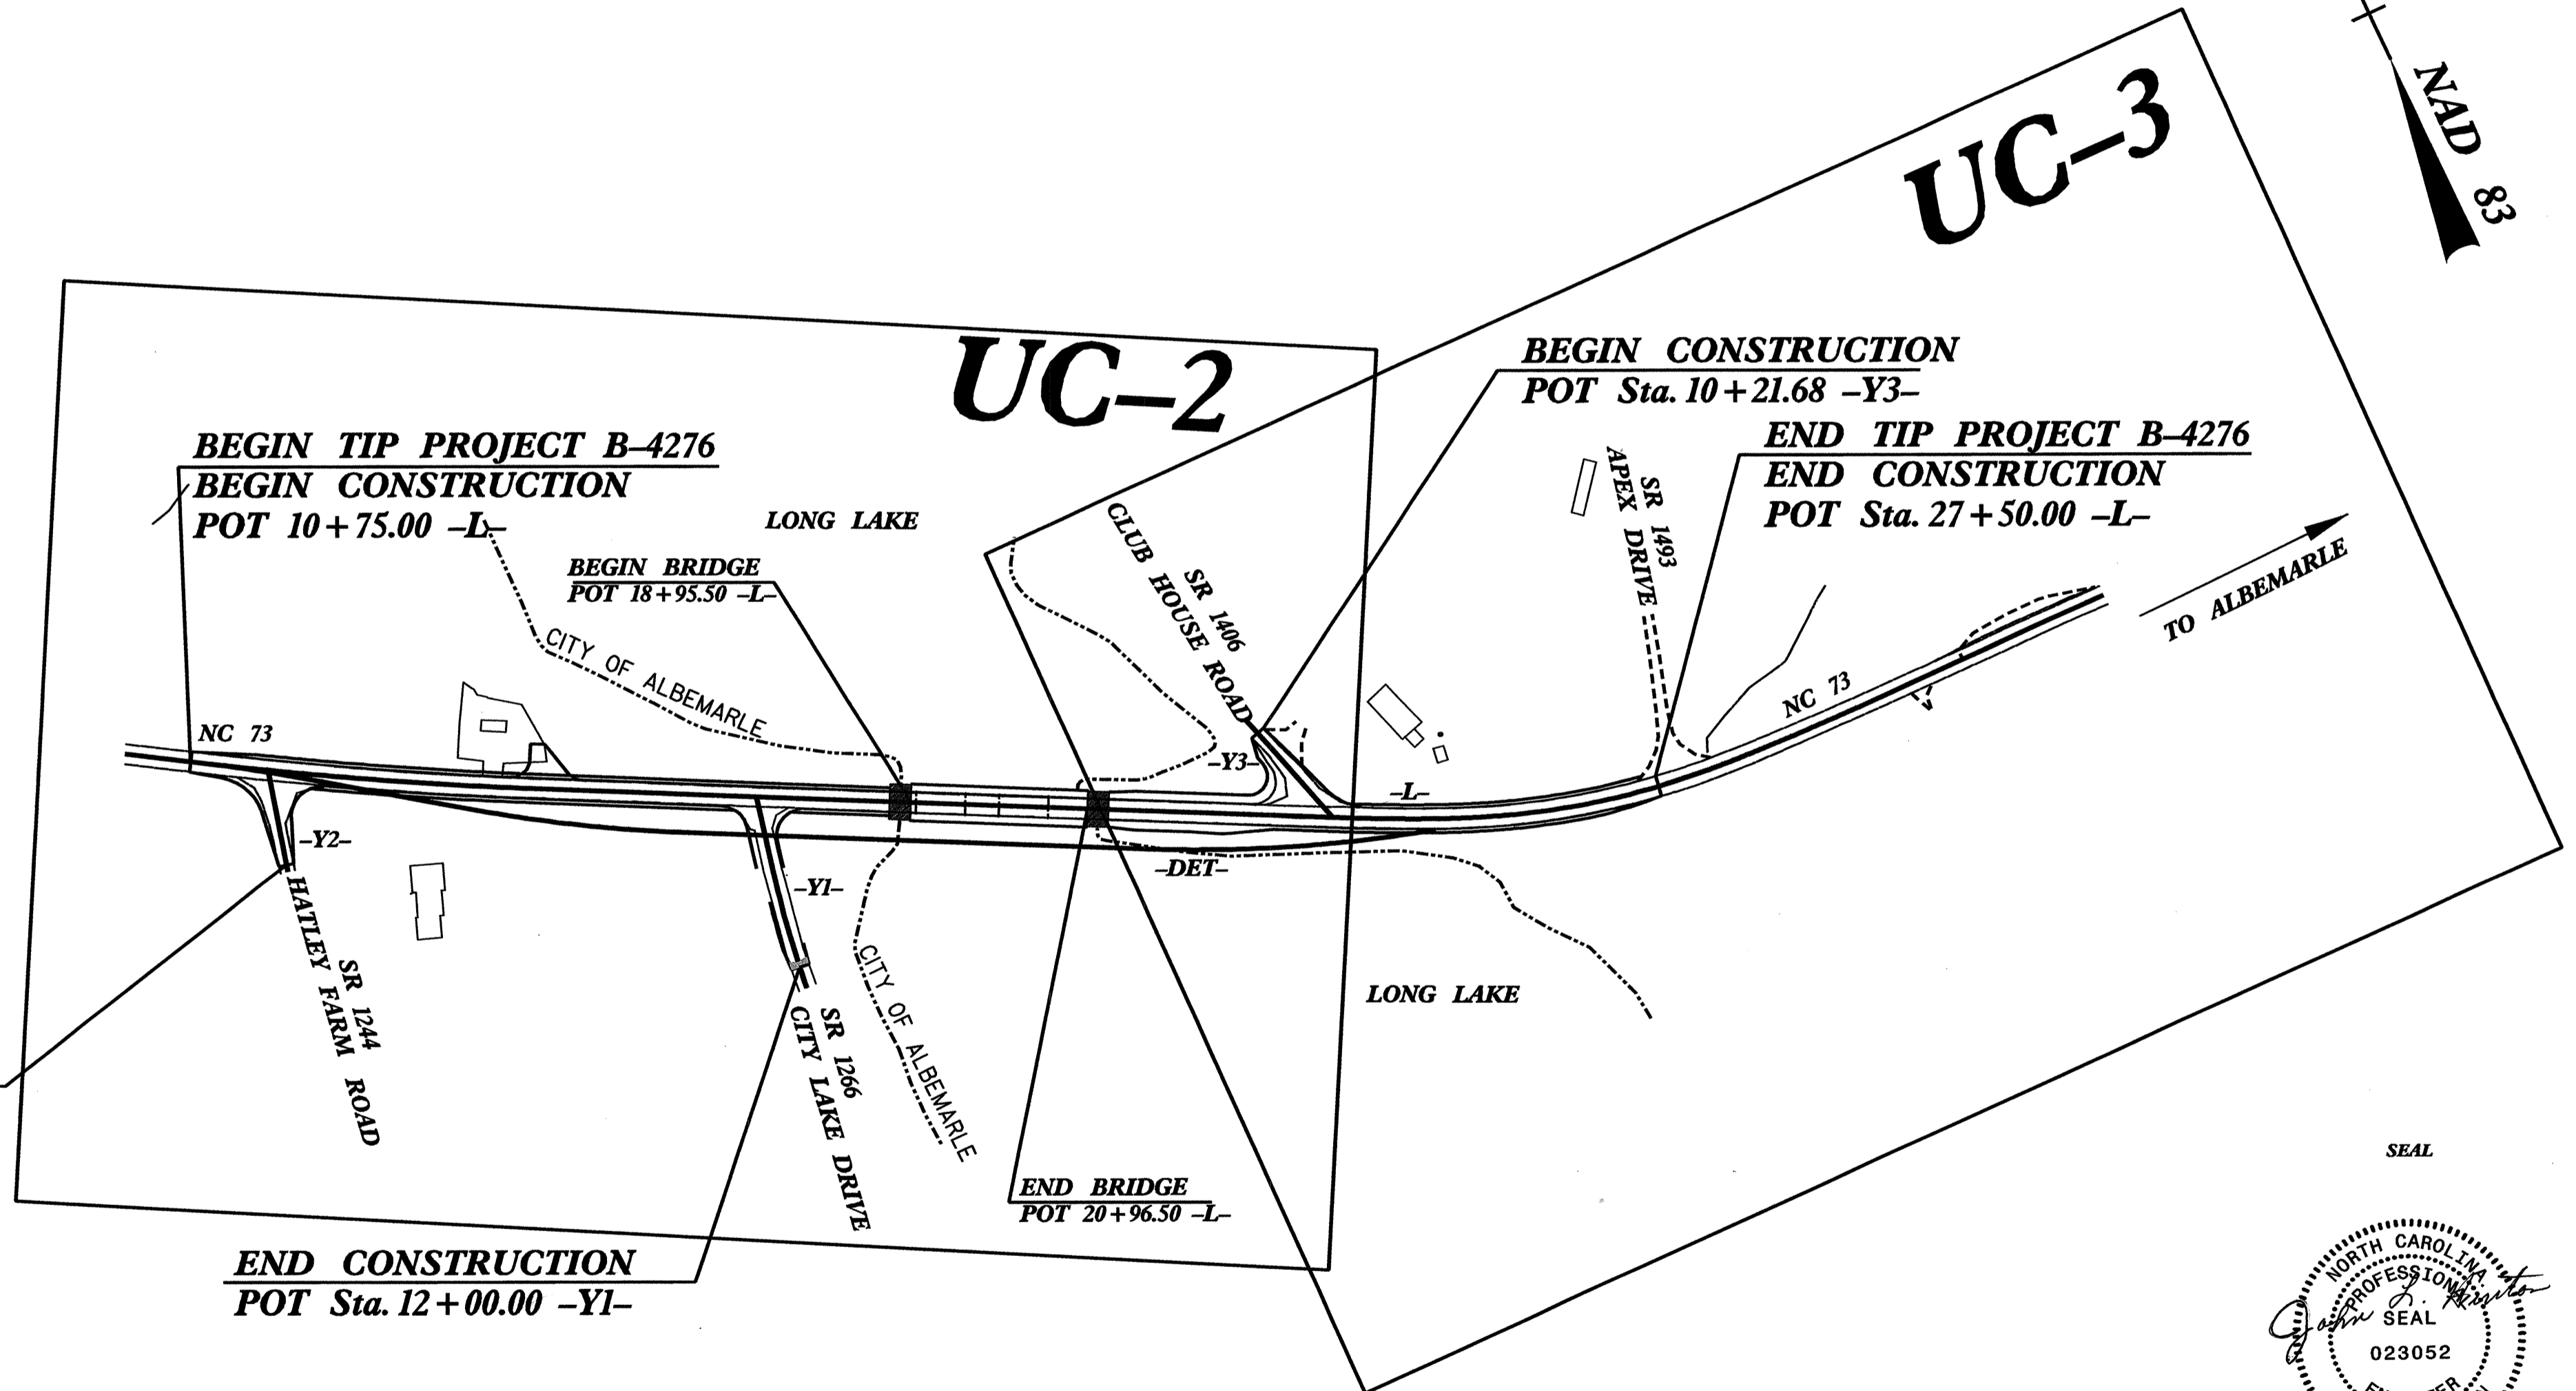 NAD 83
UC–3
UC–2
BEGIN CONSTRUCTION
POT Sta. 10+21.68 –Y3–
END TIP PROJECT B–4276
END CONSTRUCTION
POT Sta. 27+50.00 –L–
BEGIN TIP PROJECT B–4276
BEGIN CONSTRUCTION
POT 10+75.00 –L–
LONG LAKE
BEGIN BRIDGE
POT 18+95.50 –L–
CITY OF ALBEMARLE
SR 1406
CLUB HOUSE ROAD
SR 1493
APEX DRIVE
TO ALBEMARLE
NC 73
NC 73
–Y3–
–L–
–Y2–
–DET–
–Y1–
SR 1244
HATLEY FARM ROAD
SR 1266
CITY LAKE DRIVE
CITY OF ALBEMARLE
LONG LAKE
END BRIDGE
POT 20+96.50 –L–
END CONSTRUCTION
POT Sta. 12+00.00 –Y1–
SEAL
NORTH CAROLINA
PROFESSIONAL
SEAL
023052